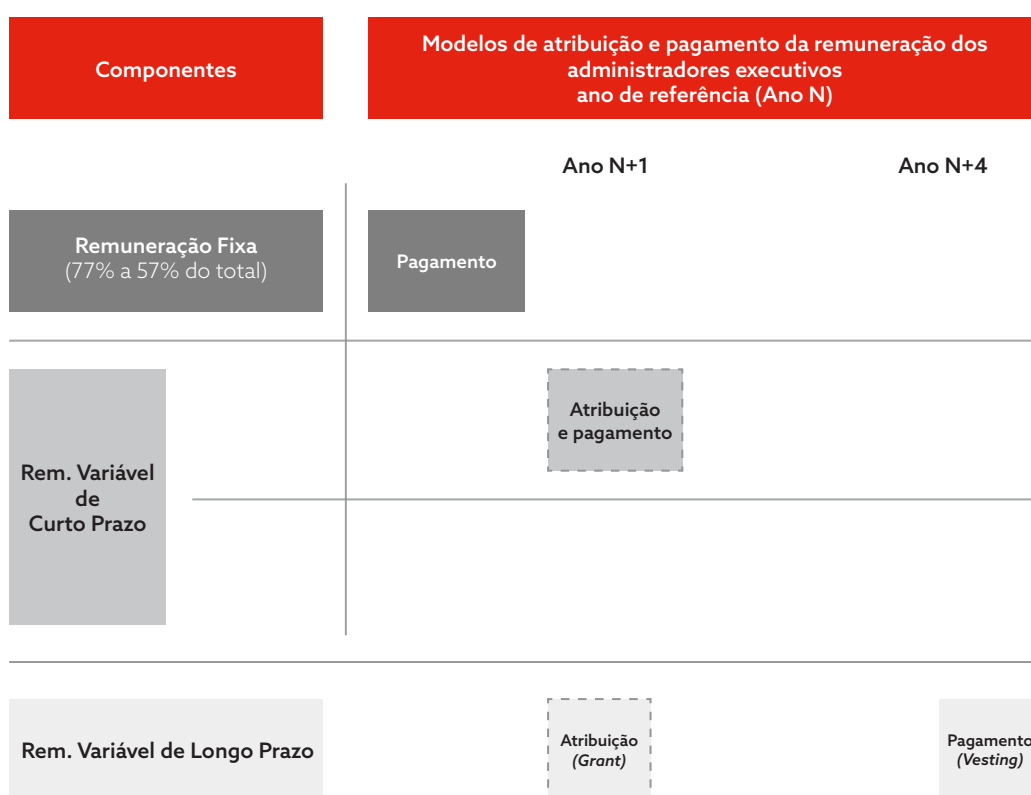 Componentes
Modelos de atribuição e pagamento da remuneração dos
administradores executivos
ano de referência (Ano N)
Ano N+1
Ano N+4
Remuneração Fixa
(77% a 57% do total)
Pagamento
Rem. Variável
de
Curto Prazo
Atribuição
e pagamento
Rem. Variável de Longo Prazo
Atribuição
(Grant)
Pagamento
(Vesting)